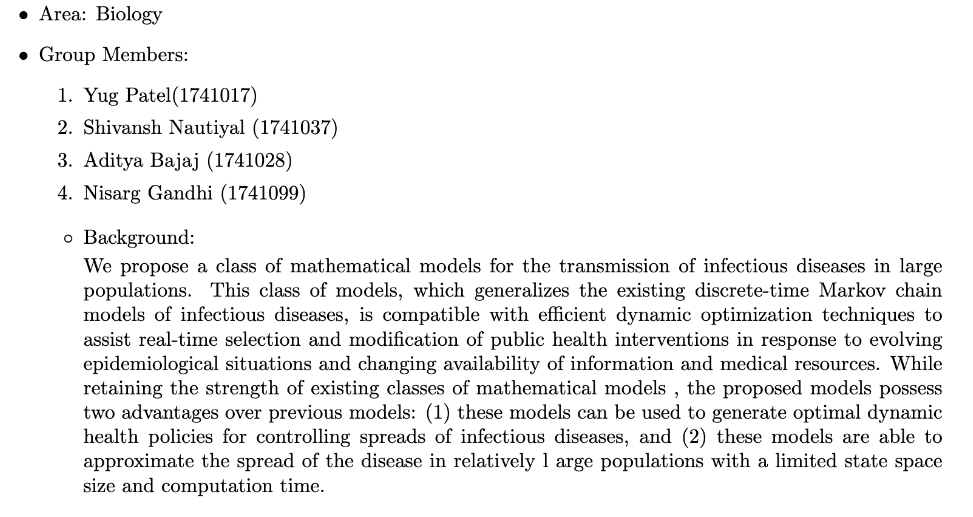 • Area: Biology
• Group Members:
1. Yug Patel(1741017)
2. Shivansh Nautiyal (1741037)
3. Aditya Bajaj (1741028)
4. Nisarg Gandhi (1741099)
◦ Background:
We propose a class of mathematical models for the transmission of infectious diseases in large
populations. This class of models, which generalizes the existing discrete-time Markov chain
models of infectious diseases, is compatible with efficient dynamic optimization techniques to
assist real-time selection and modification of public health interventions in response to evolving
epidemiological situations and changing availability of information and medical resources. While
retaining the strength of existing classes of mathematical models , the proposed models possess
two advantages over previous models: (1) these models can be used to generate optimal dynamic
health policies for controlling spreads of infectious diseases, and (2) these models are able to
approximate the spread of the disease in relatively l arge populations with a limited state space
size and computation time.